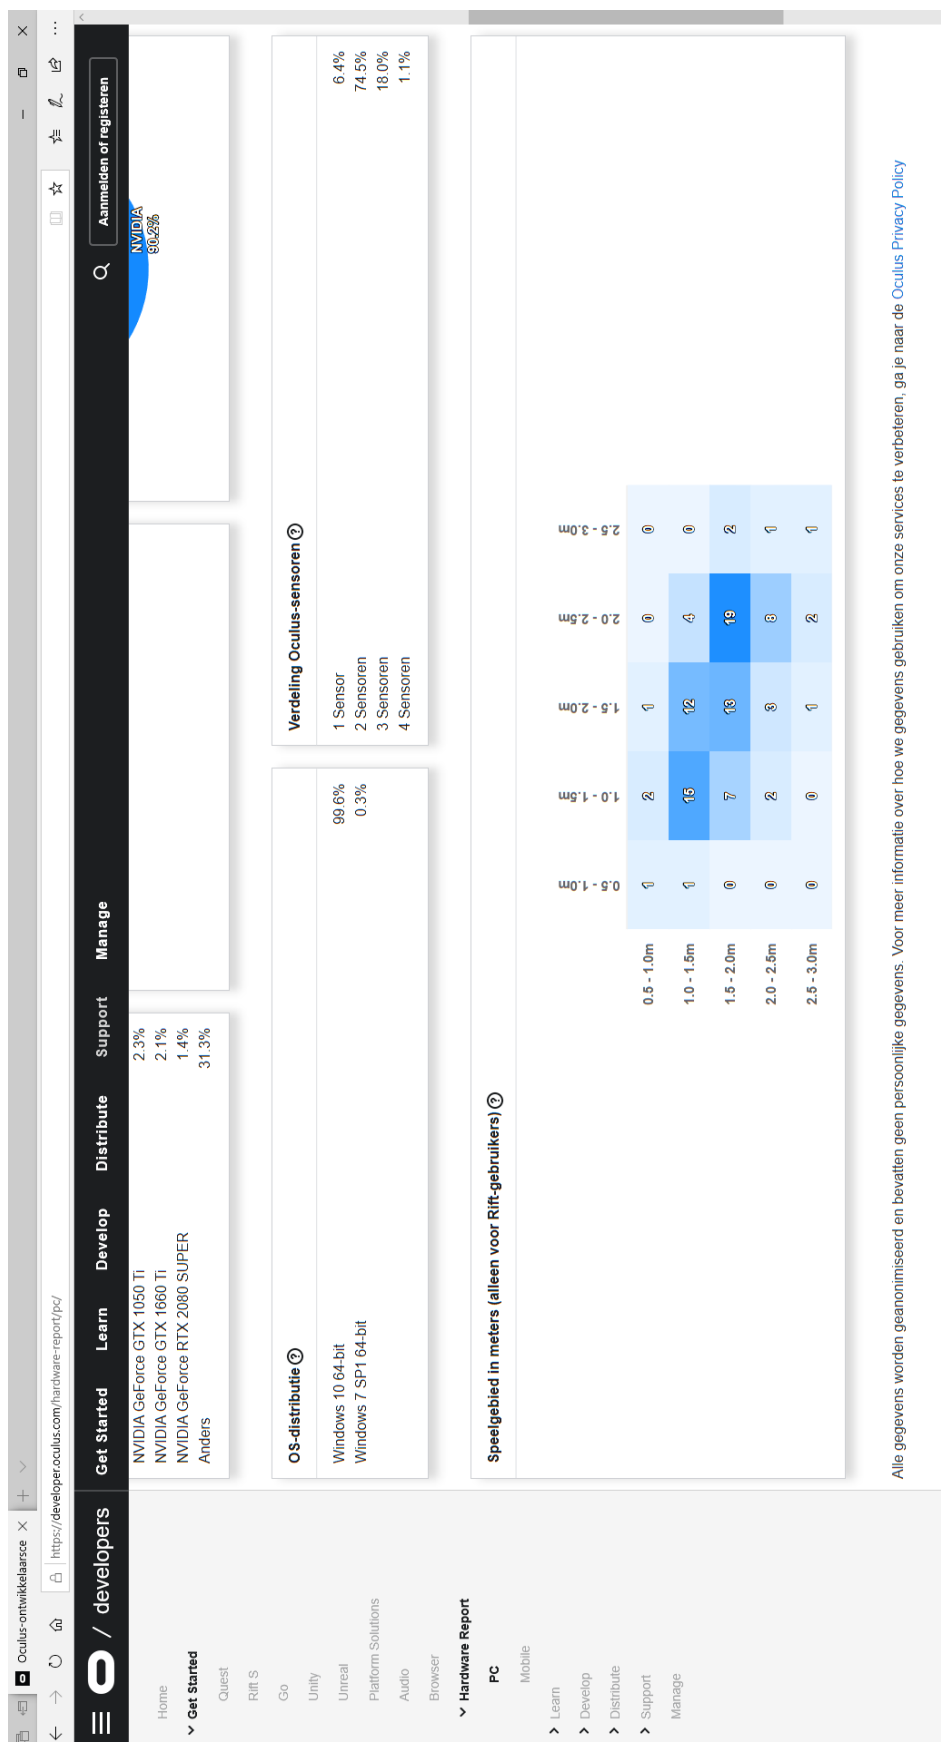 Oculus-ontwikkelaarsce
https://developer.oculus.com/hardware-report/pc/
/ developers
Get Started
Learn
Develop
Distribute
Support
Manage
Aanmelden of registeren
Home
Get Started
Quest
Rift S
Go
Unity
Unreal
Platform Solutions
Audio
Browser
Hardware Report
PC
Mobile
Learn
Develop
Distribute
Support
Manage
NVIDIA GeForce GTX 1050 Ti 2.3%
NVIDIA GeForce GTX 1660 Ti 2.1%
NVIDIA GeForce RTX 2080 SUPER 1.4%
Anders 31.3%
NVIDIA
90.2%
OS-distributie
Windows 10 64-bit 99.6%
Windows 7 SP1 64-bit 0.3%
Verdeling Oculus-sensoren
1 Sensor 6.4%
2 Sensoren 74.5%
3 Sensoren 18.0%
4 Sensoren 1.1%
Speelgebied in meters (alleen voor Rift-gebruikers)
0.5 - 1.0m 1.0 - 1.5m 1.5 - 2.0m 2.0 - 2.5m 2.5 - 3.0m
0.5 - 1.0m 1 2 1 0 0
1.0 - 1.5m 1 15 12 4 0
1.5 - 2.0m 0 7 13 19 2
2.0 - 2.5m 0 2 3 8 1
2.5 - 3.0m 0 0 1 2 1
Alle gegevens worden geanonimiseerd en bevatten geen persoonlijke gegevens. Voor meer informatie over hoe we gegevens gebruiken om onze services te verbeteren, ga je naar de Oculus Privacy Policy